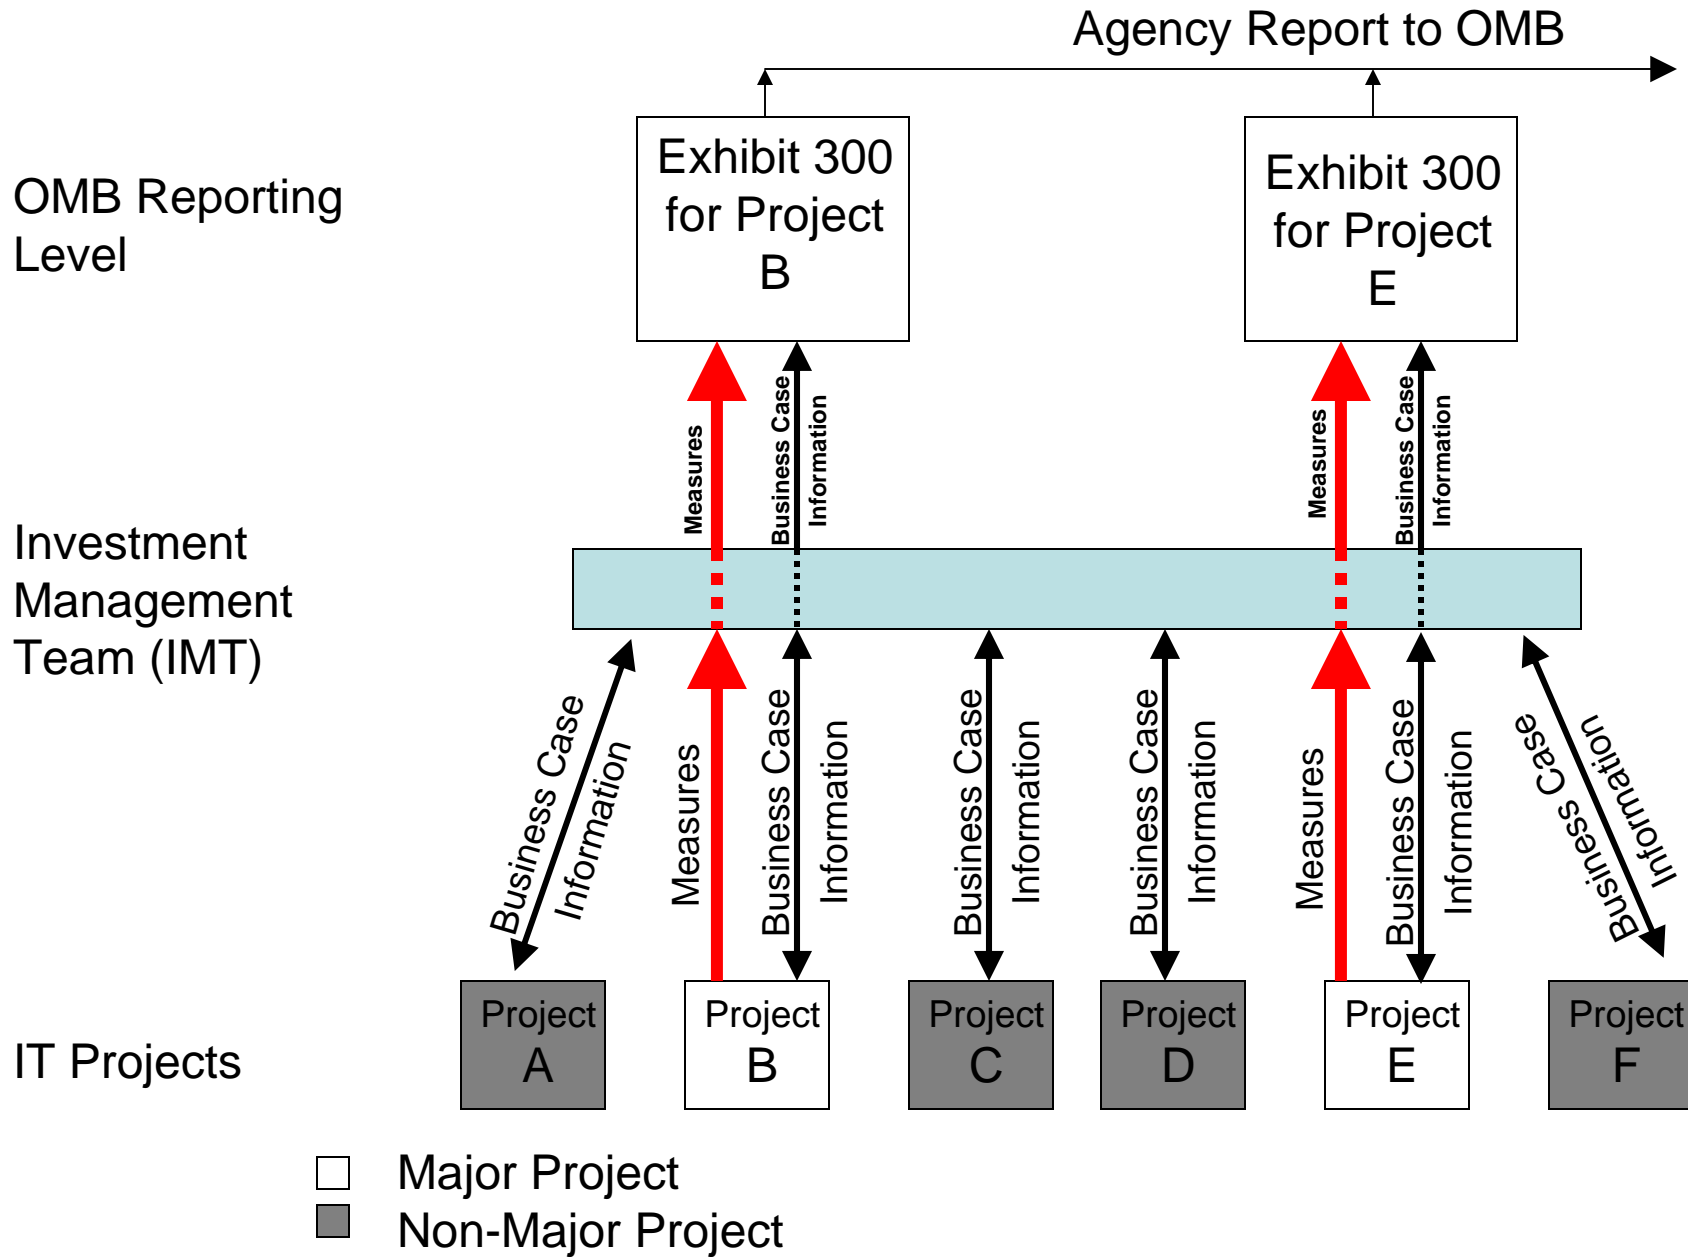 Agency Report to OMB
OMB Reporting
Level
Exhibit 300
for Project
B
Exhibit 300
for Project
E
Measures
Business Case
Information
Measures
Business Case
Information
Investment
Management
Team (IMT)
Business Case
Information
Measures
Business Case
Information
Business Case
Information
Business Case
Information
Measures
Business Case
Information
Business Case
Information
IT Projects
Project
A
Project
B
Project
C
Project
D
Project
E
Project
F
Major Project
Non-Major Project